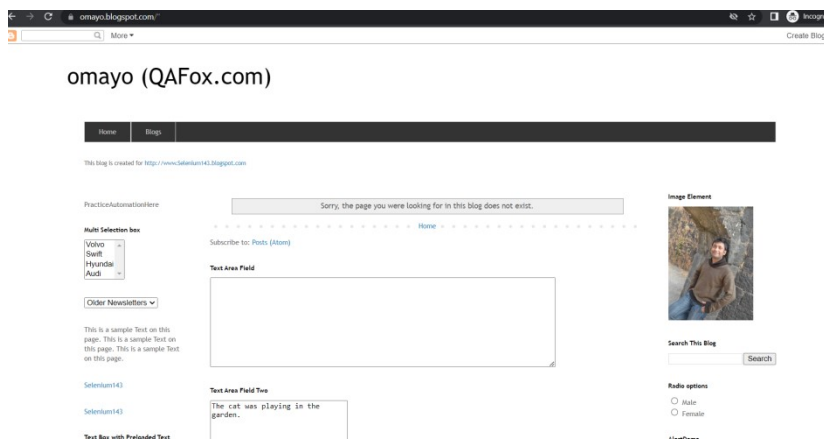 omayo.blogspot.com/
Incogn
More
Create Blog
omayo (QAFox.com)
Home
Blogs
This blog is created for http://www.Selenium143.blogspot.com
PracticeAutomationHere
Multi Selection box
Volvo
Swift
Hyundai
Audi
Older Newsletters
This is a sample Text on this
page. This is a sample Text on
this page. This is a sample Text
on this page.
Selenium143
Selenium143
Text Box with Preloaded Text
Sorry, the page you were looking for in this blog does not exist.
Home
Subscribe to: Posts (Atom)
Text Area Field
Text Area Field Two
The cat was playing in the
garden.
Image Element
Search This Blog
Search
Radio options
Male
Female
AlertDemo